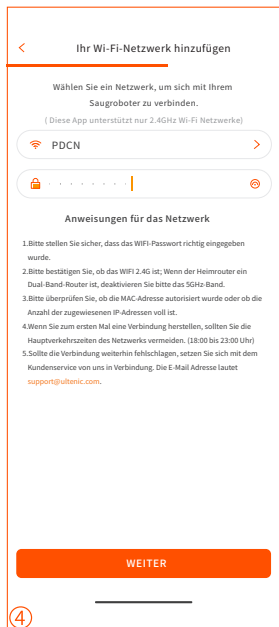 Ihr Wi-Fi-Netzwerk hinzufügen
Wählen Sie ein Netzwerk, um sich mit Ihrem
Saugroboter zu verbinden.
( Diese App unterstützt nur 2.4GHz Wi-Fi Netzwerke)
PDCN
Anweisungen für das Netzwerk
1.Bitte stellen Sie sicher, dass das WIFI-Passwort richtig eingegeben
wurde.
2.Bitte bestätigen Sie, ob das WIFI 2.4G ist; Wenn der Heimrouter ein
Dual-Band-Router ist, deaktivieren Sie bitte das 5GHz-Band.
3.Bitte überprüfen Sie, ob die MAC-Adresse autorisiert wurde oder ob die
Anzahl der zugewiesenen IP-Adressen voll ist.
4.Wenn Sie zum ersten Mal eine Verbindung herstellen, sollten Sie die
Hauptverkehrszeiten des Netzwerks vermeiden. (18:00 bis 23:00 Uhr)
5.Sollte die Verbindung weiterhin fehlschlagen, setzen Sie sich mit dem
Kundenservice von uns in Verbindung. Die E-Mail Adresse lautet
support@ultenic.com.
WEITER
4